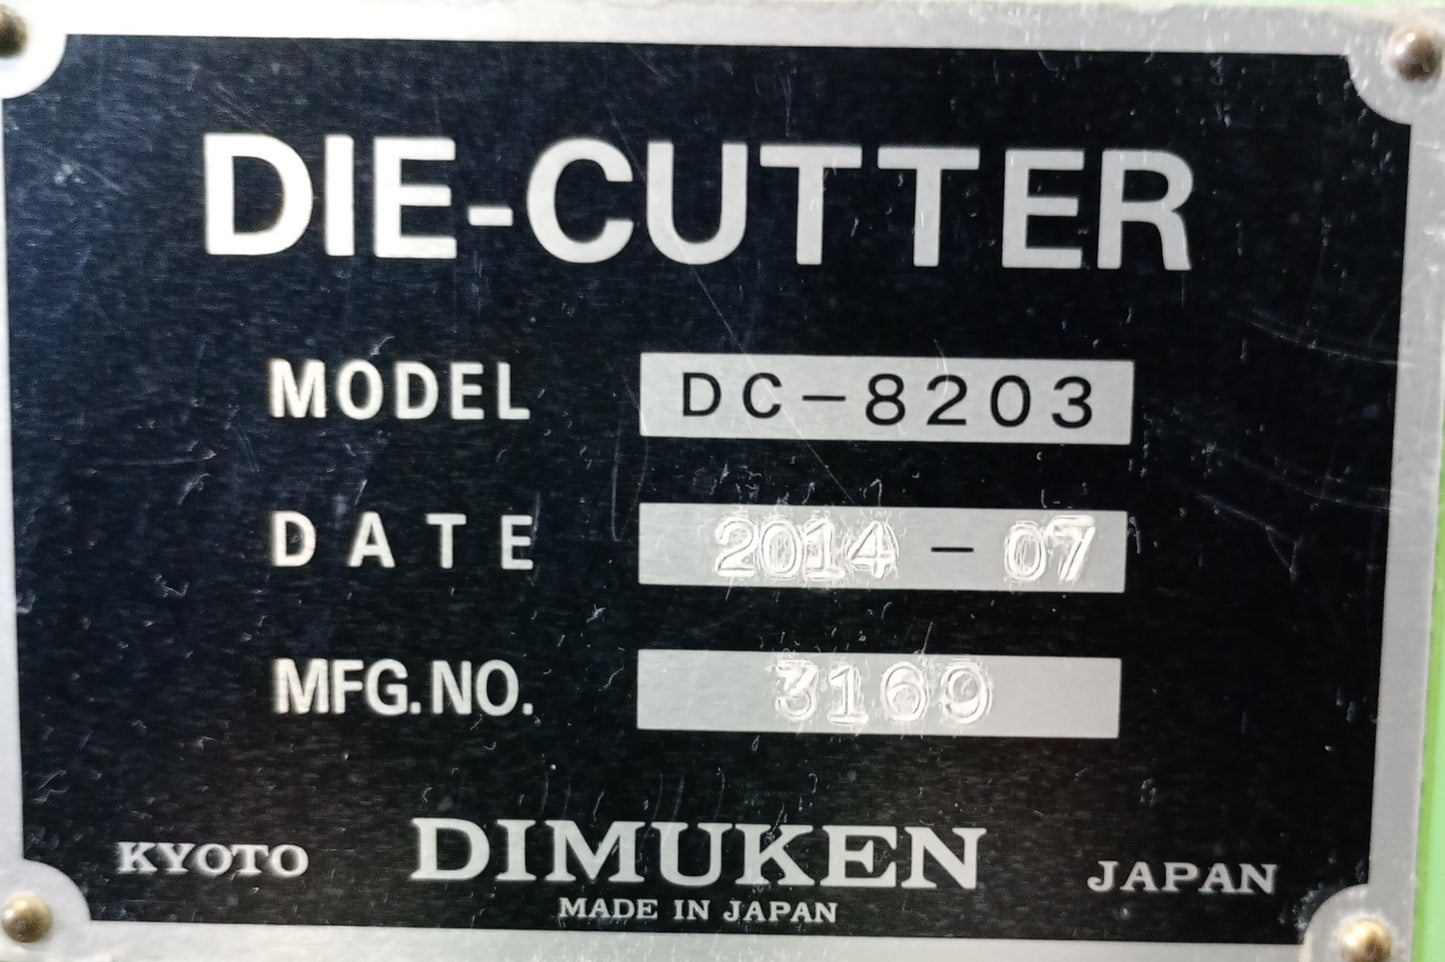 DIE-CUTTER
MODEL DC-8203
DATE 2014-07
MFG.NO. 3169
KYOTO DIMUKEN JAPAN
MADE IN JAPAN